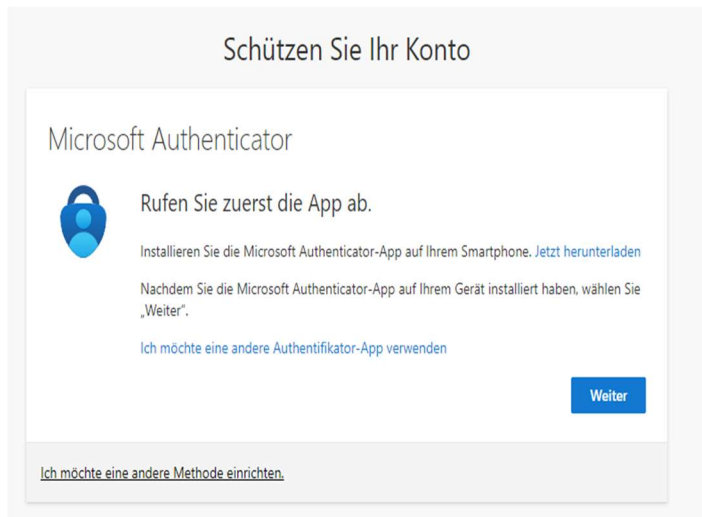 Schützen Sie Ihr Konto
Microsoft Authenticator
Rufen Sie zuerst die App ab.
Installieren Sie die Microsoft Authenticator-App auf Ihrem Smartphone. Jetzt herunterladen
Nachdem Sie die Microsoft Authenticator-App auf Ihrem Gerät installiert haben, wählen Sie
„Weiter“.
Ich möchte eine andere Authentifikator-App verwenden
Weiter
Ich möchte eine andere Methode einrichten.